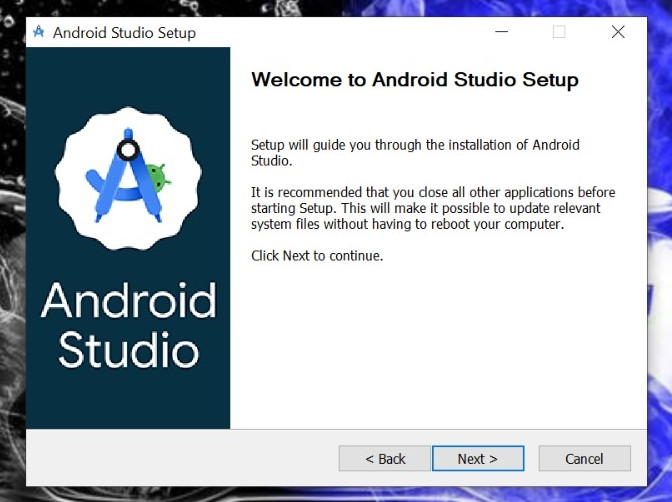 Android Studio Setup
Welcome to Android Studio Setup
Setup will guide you through the installation of Android
Studio.
It is recommended that you close all other applications before
starting Setup. This will make it possible to update relevant
system files without having to reboot your computer.
Click Next to continue.
Android
Studio
< Back
Next >
Cancel